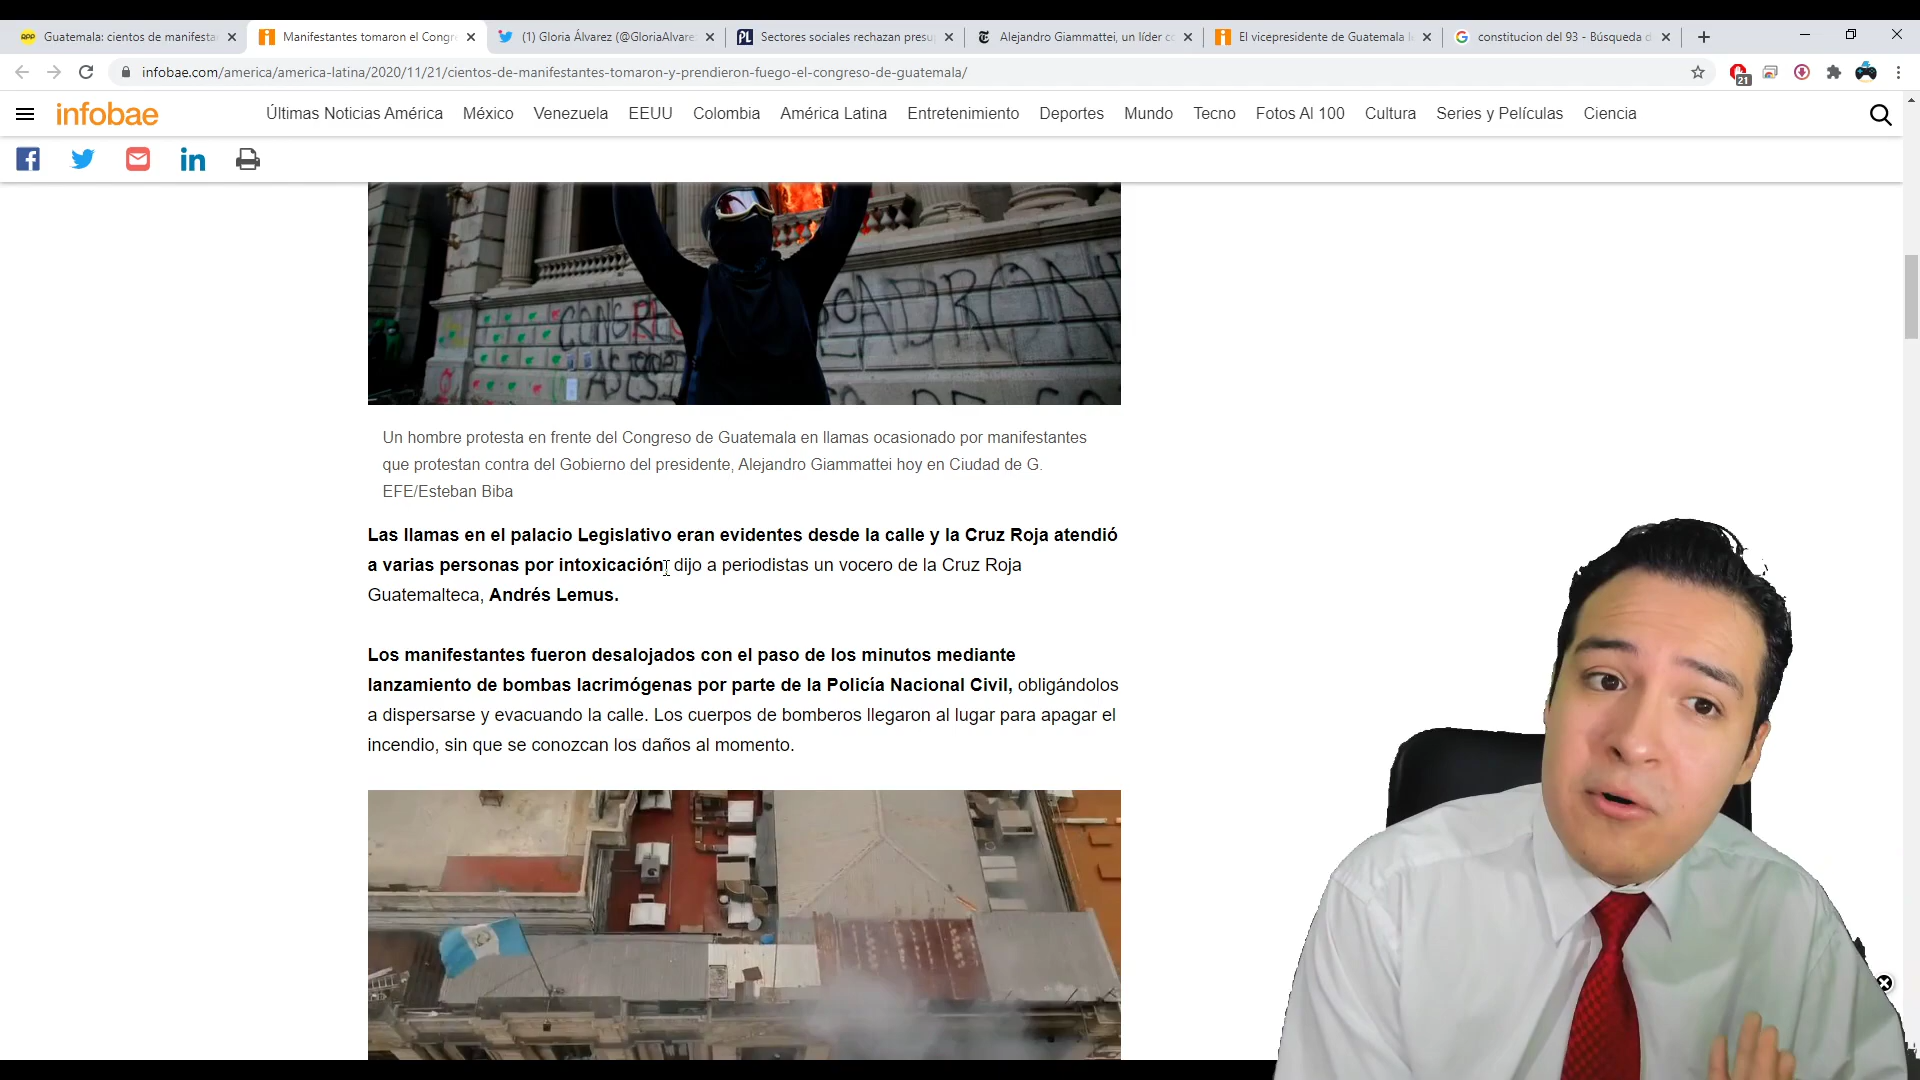 Guatemala: cientos de manifesta
Manifestantes tomaron el Congre
(1) Gloria Álvarez (@GloriaAlvare
Sectores sociales rechazan presup
Alejandro Giammattei, un líder co
El vicepresidente de Guatemala l
constitucion del 93 - Búsqueda d
infobae.com/america/america-latina/2020/11/21/cientos-de-manifestantes-tomaron-y-prendieron-fuego-el-congreso-de-guatemala/
21
infobae
Últimas Noticias América México Venezuela EEUU Colombia América Latina Entretenimiento Deportes Mundo Tecno Fotos Al 100 Cultura Series y Películas Ciencia
Un hombre protesta en frente del Congreso de Guatemala en llamas ocasionado por manifestantes
que protestan contra del Gobierno del presidente, Alejandro Giammattei hoy en Ciudad de G.
EFE/Esteban Biba
Las llamas en el palacio Legislativo eran evidentes desde la calle y la Cruz Roja atendió
a varias personas por intoxicación, dijo a periodistas un vocero de la Cruz Roja
Guatemalteca, Andrés Lemus.
Los manifestantes fueron desalojados con el paso de los minutos mediante
lanzamiento de bombas lacrimógenas por parte de la Policía Nacional Civil, obligándolos
a dispersarse y evacuando la calle. Los cuerpos de bomberos llegaron al lugar para apagar el
incendio, sin que se conozcan los daños al momento.